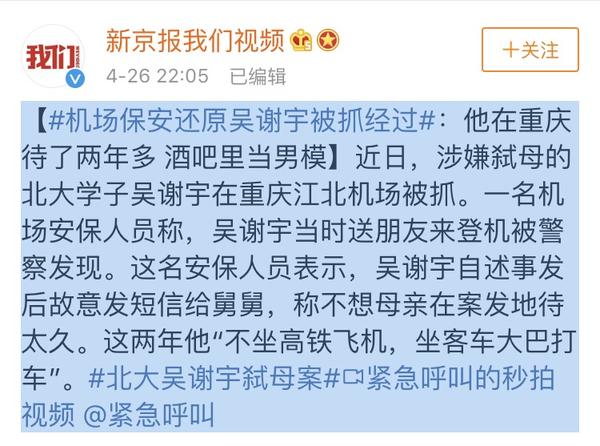 我们
新京报我们视频
4-26 22:05 已编辑
+关注
【#机场保安还原吴谢宇被抓经过#：他在重庆
待了两年多 酒吧里当男模】近日，涉嫌弑母的
北大学子吴谢宇在重庆江北机场被抓。一名机
场安保人员称，吴谢宇当时送朋友来登机被警
察发现。这名安保人员表示，吴谢宇自述事发
后故意发短信给舅舅，称不想母亲在案发地待
太久。这两年他“不坐高铁飞机，坐客车大巴打
车”。#北大吴谢宇弑母案#紧急呼叫的秒拍
视频 @紧急呼叫